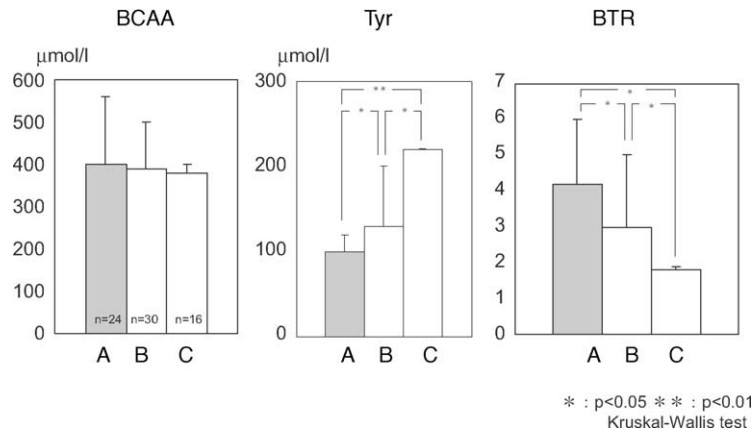 BCAA
μmol/l
600
500
400
300
200
100
0
n=24 n=30 n=16
A B C
Tyr
μmol/l
300
200
100
0
**
* *
A B C
BTR
7
6
5
4
3
2
1
0
*
* *
A B C
* : p<0.05 ** : p<0.01
Kruskal-Wallis test